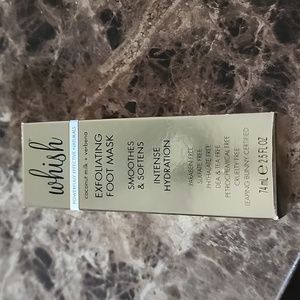 whish
POWERFULLY EFFECTIVE + NATURALS
coconut milk + verbena
EXFOLIATING
FOOT MASK
SMOOTHES
& SOFTENS
INTENSE
HYDRATION
PARABEN FREE
SULFATE FREE
PHTHALATE FREE
DEA & TEA FREE
PETROCHEMICAL FREE
CRUELTY FREE
LEAPING BUNNY CERTIFIED
74 mL ℮ 2.5 FL OZ